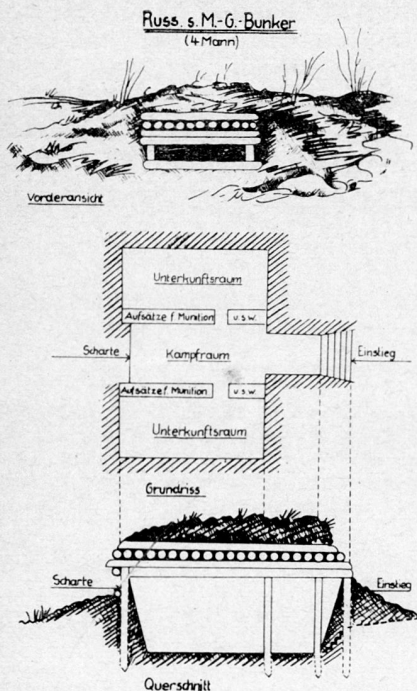 Russ. s. M.-G.-Bunker
(4 Mann)
Vorderansicht
Unterkunftsraum
Aufsätze f. Munition u.s.w.
Scharte Kampfraum Einstieg
Aufsätze f. Munition u.s.w.
Unterkunftsraum
Grundriss
Scharte Einstieg
Querschnitt